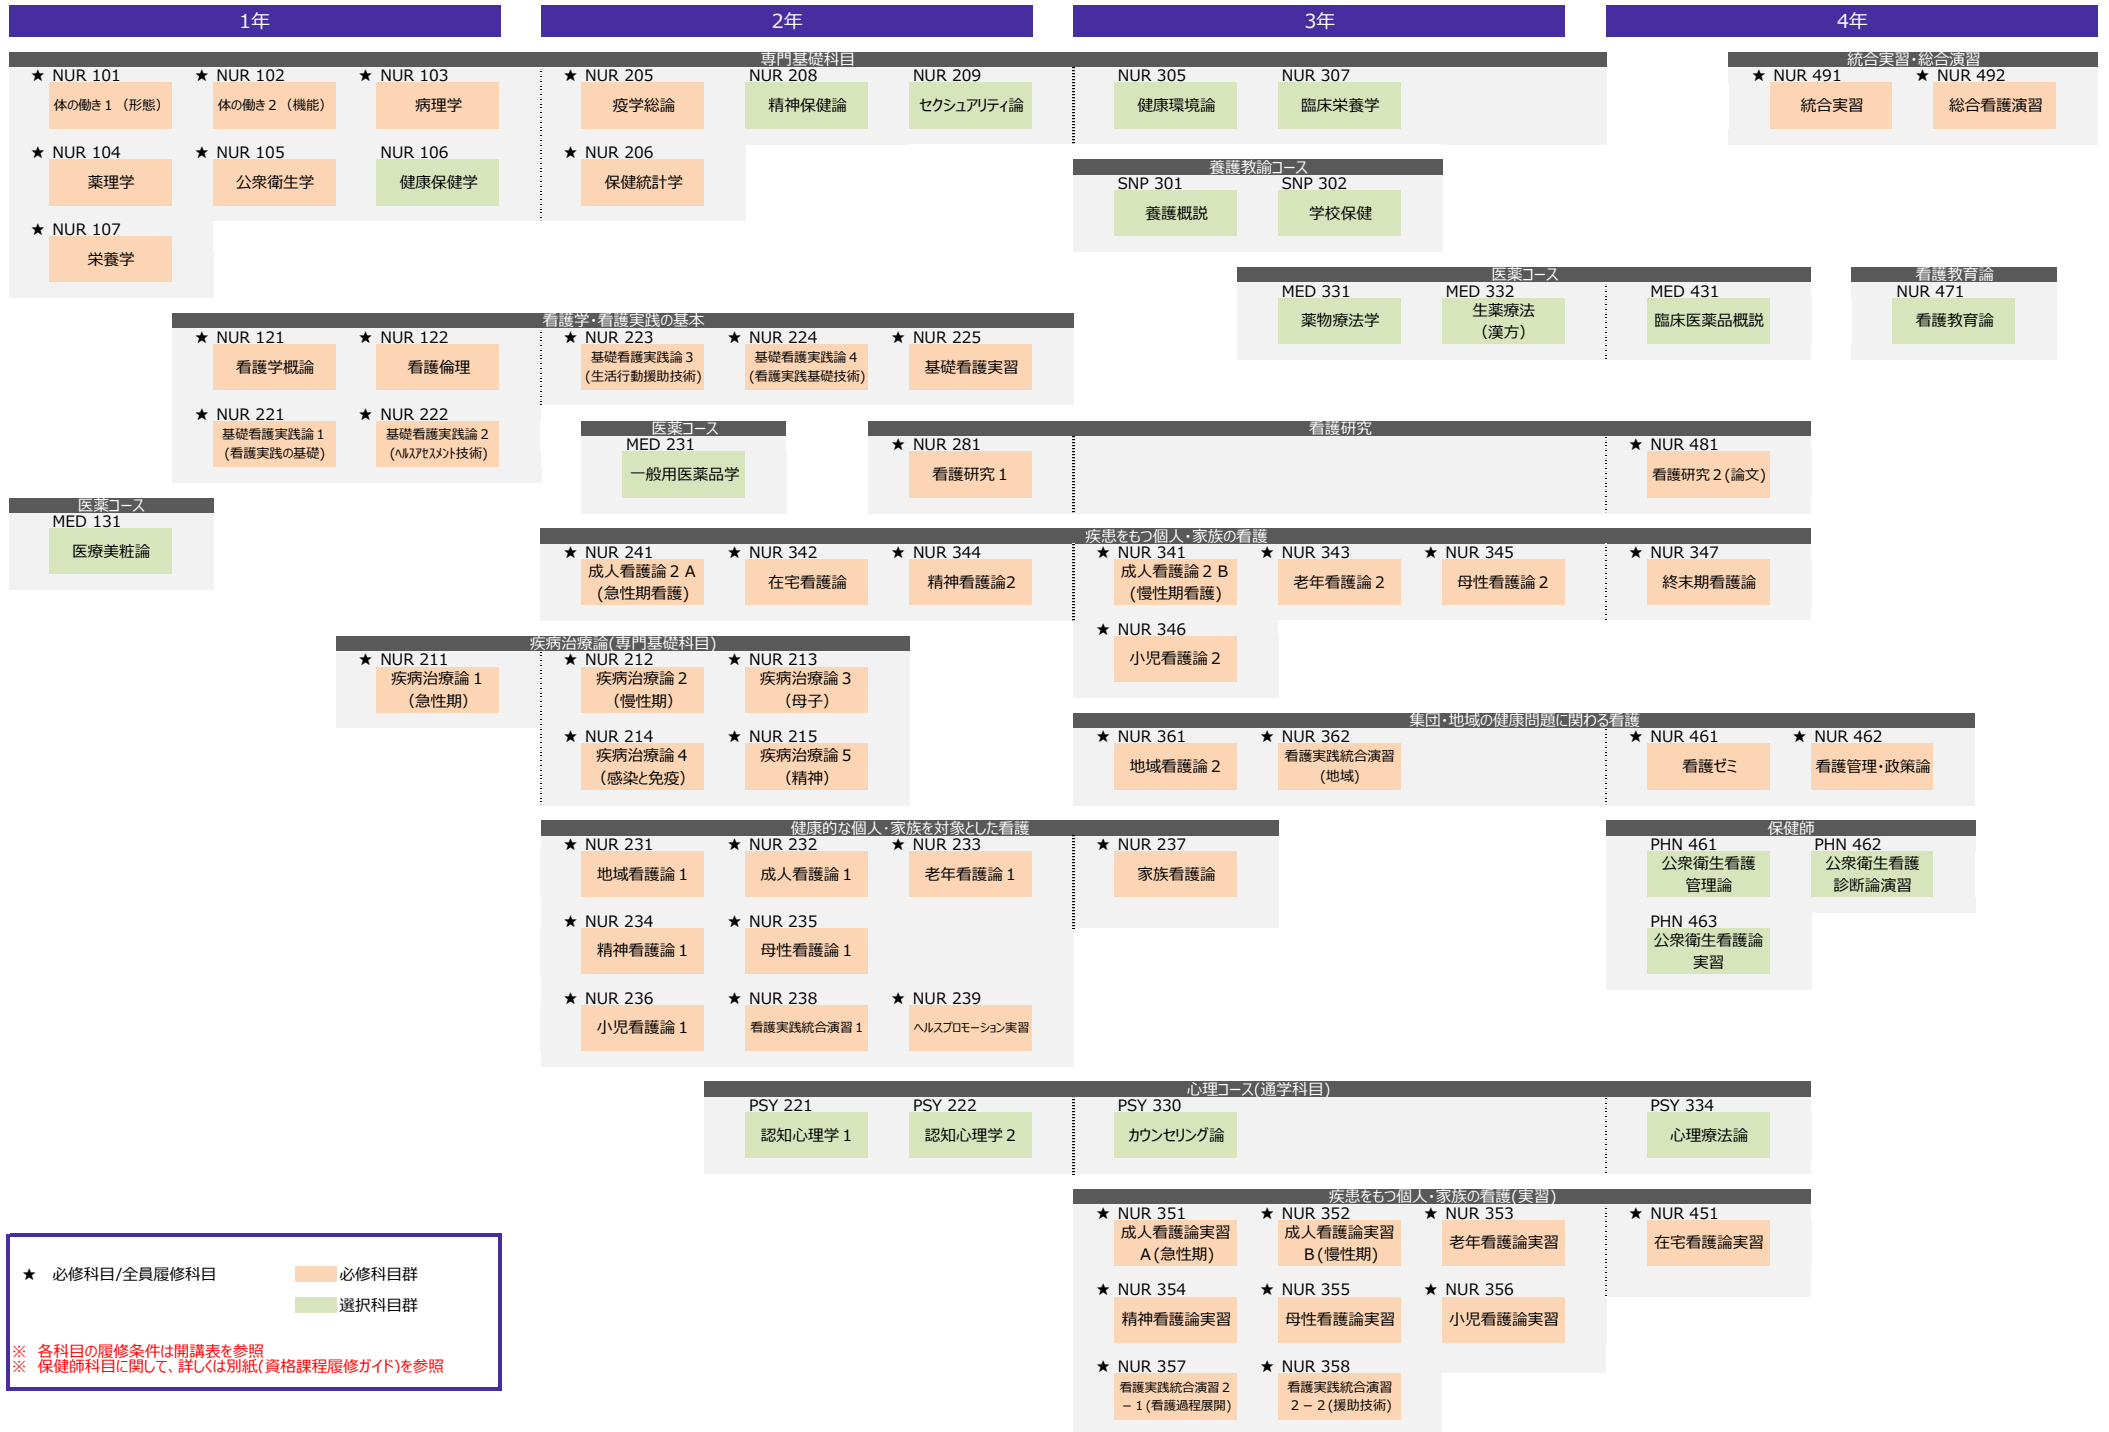 1年 2年 3年 4年
専門基礎科目
★ NUR 101 ★ NUR 102 ★ NUR 103 ★ NUR 205 NUR 208 NUR 209 NUR 305 NUR 307
体の働き1（形態） 体の働き2（機能） 病理学 疫学総論 精神保健論 セクシュアリティ論 健康環境論 臨床栄養学
統合実習・総合演習
★ NUR 491 ★ NUR 492
統合実習 総合看護演習
★ NUR 104 ★ NUR 105 NUR 106 ★ NUR 206
薬理学 公衆衛生学 健康保健学 保健統計学
養護教諭コース
SNP 301 SNP 302
養護概説 学校保健
★ NUR 107
栄養学
医薬コース
MED 331 MED 332 MED 431
薬物療法学 生薬療法 臨床医薬品概説
（漢方）
看護教育論
NUR 471
看護教育論
看護学・看護実践の基本
★ NUR 121 ★ NUR 122 ★ NUR 223 ★ NUR 224 ★ NUR 225
看護学概論 看護倫理 基礎看護実践論3 基礎看護実践論4 基礎看護実習
(生活行動援助技術) (看護実践基礎技術)
★ NUR 221 ★ NUR 222
基礎看護実践論1 基礎看護実践論2
(看護実践の基礎) (ヘルスアセスメント技術)
医薬コース
MED 231
一般用医薬品学
看護研究
★ NUR 281 ★ NUR 481
看護研究1 看護研究2(論文)
医薬コース
MED 131
医療美粧論
疾患をもつ個人・家族の看護
★ NUR 241 ★ NUR 342 ★ NUR 344 ★ NUR 341 ★ NUR 343 ★ NUR 345 ★ NUR 347
成人看護論2A 在宅看護論 精神看護論2 成人看護論2B 老年看護論2 母性看護論2 終末期看護論
(急性期看護) (慢性期看護)
★ NUR 346
小児看護論2
疾病治療論(専門基礎科目)
★ NUR 211 ★ NUR 212 ★ NUR 213
疾病治療論1 疾病治療論2 疾病治療論3
（急性期） （慢性期） （母子）
★ NUR 214 ★ NUR 215
疾病治療論4 疾病治療論5
（感染と免疫） （精神）
集団・地域の健康問題に関わる看護
★ NUR 361 ★ NUR 362 ★ NUR 461 ★ NUR 462
地域看護論2 看護実践統合演習 看護ゼミ 看護管理・政策論
（地域）
健康的な個人・家族を対象とした看護
★ NUR 231 ★ NUR 232 ★ NUR 233 ★ NUR 237
地域看護論1 成人看護論1 老年看護論1 家族看護論
★ NUR 234 ★ NUR 235
精神看護論1 母性看護論1
★ NUR 236 ★ NUR 238 ★ NUR 239
小児看護論1 看護実践統合演習1 ヘルスプロモーション実習
保健師
PHN 461 PHN 462
公衆衛生看護 公衆衛生看護
管理論 診断論演習
PHN 463
公衆衛生看護論
実習
心理コース(通学科目)
PSY 221 PSY 222 PSY 330 PSY 334
認知心理学1 認知心理学2 カウンセリング論 心理療法論
疾患をもつ個人・家族の看護(実習)
★ NUR 351 ★ NUR 352 ★ NUR 353 ★ NUR 451
成人看護論実習 成人看護論実習 老年看護論実習 在宅看護論実習
A(急性期) B(慢性期)
★ NUR 354 ★ NUR 355 ★ NUR 356
精神看護論実習 母性看護論実習 小児看護論実習
★ NUR 357 ★ NUR 358
看護実践統合演習2 看護実践統合演習
－1(看護過程展開) 2－2(援助技術)
★ 必修科目/全員履修科目 必修科目群
選択科目群
※ 各科目の履修条件は開講表を参照
※ 保健師科目に関して、詳しくは別紙(資格課程履修ガイド)を参照